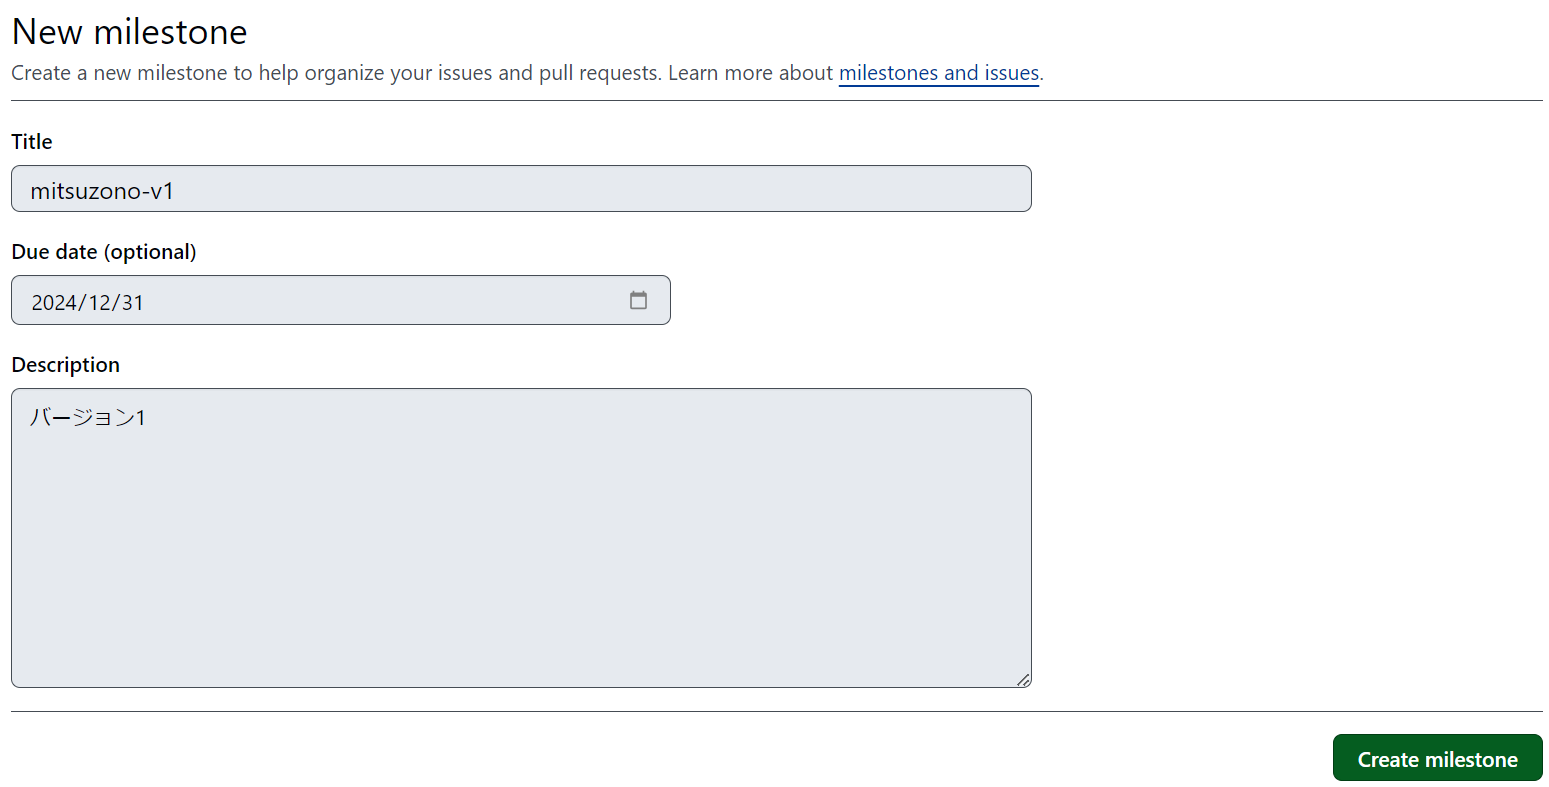 New milestone
Create a new milestone to help organize your issues and pull requests. Learn more about milestones and issues.
Title
mitsuzono-v1
Due date (optional)
2024/12/31
Description
バージョン1
Create milestone